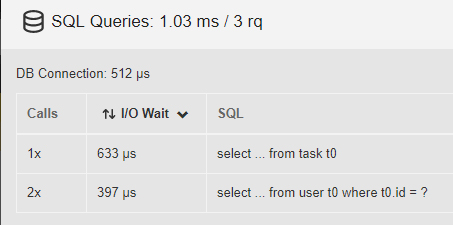 SQL Queries: 1.03 ms / 3 rq
DB Connection: 512 µs
Calls I/O Wait SQL
1x 633 µs select ... from task t0
2x 397 µs select ... from user t0 where t0.id = ?